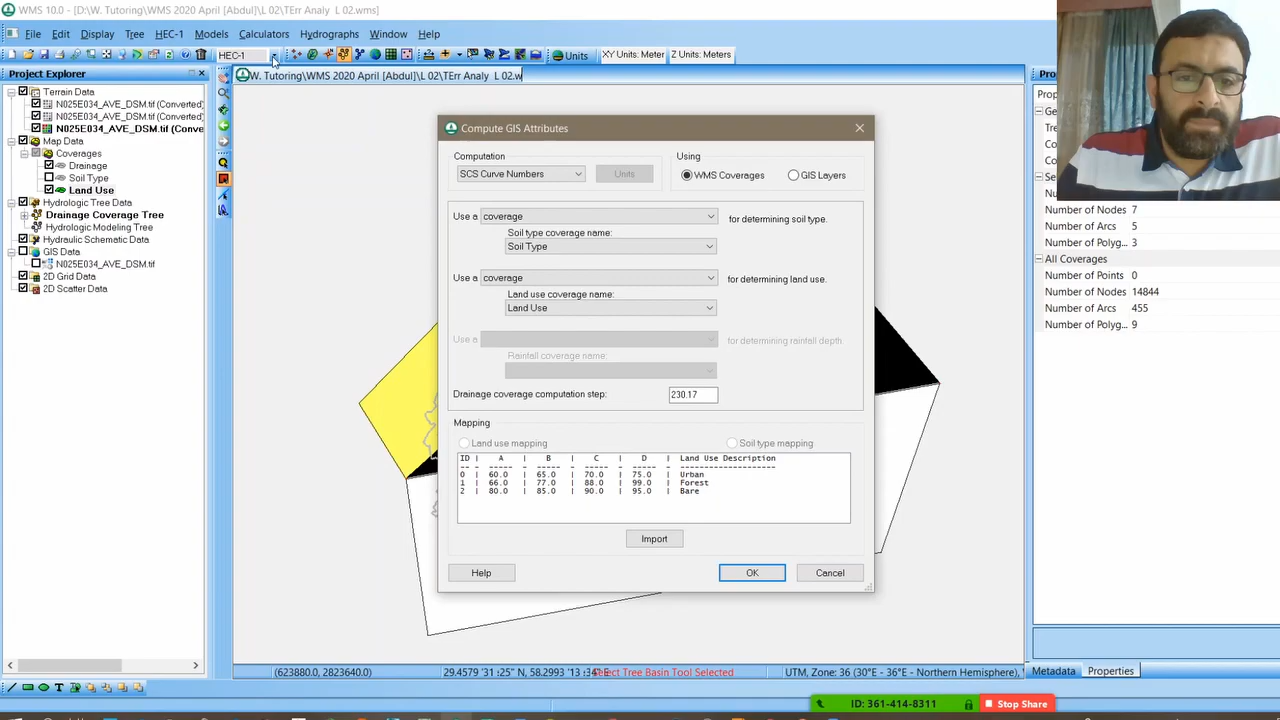 WMS 10.0 - [D:\W. Tutoring\WMS 2020 April [Abdul]\L 02\TErr Analy  L 02.wms]
File Edit Display Tree HEC-1 Models Calculators Hydrographs Window Help
HEC-1
Units
XY Units: Meter
Z Units: Meters
Project Explorer
W. Tutoring\WMS 2020 April [Abdul]\L 02\TErr Analy  L 02.w
Terrain Data
N025E034_AVE_DSM.tif (Converted)
N025E034_AVE_DSM.tif (Converted)
N025E034_AVE_DSM.tif (Conve
Map Data
Coverages
Drainage
Soil Type
Land Use
Hydrologic Tree Data
Drainage Coverage Tree
Hydrologic Modeling Tree
Hydraulic Schematic Data
GIS Data
N025E034_AVE_DSM.tif
2D Grid Data
2D Scatter Data
Compute GIS Attributes
Computation
SCS Curve Numbers
Units
Using
WMS Coverages
GIS Layers
Use a coverage for determining soil type.
Soil type coverage name:
Soil Type
Use a coverage for determining land use.
Land use coverage name:
Land Use
Use a for determining rainfall depth.
Rainfall coverage name:
Drainage coverage computation step: 230.17
Mapping
Land use mapping
Soil type mapping
ID | A | B | C | D | Land Use Description
0 | 60.0 | 65.0 | 70.0 | 75.0 | Urban
1 | 66.0 | 77.0 | 88.0 | 99.0 | Forest
2 | 80.0 | 85.0 | 90.0 | 95.0 | Bare
Import
Help
OK
Cancel
Number of Nodes 7
Number of Arcs 5
Number of Polyg... 3
All Coverages
Number of Points 0
Number of Nodes 14844
Number of Arcs 455
Number of Polyg... 9
Metadata
Properties
(623880.0, 2823640.0)
UTM, Zone: 36 (30°E - 36°E - Northern Hemisphere),
ID: 361-414-8311
Stop Share